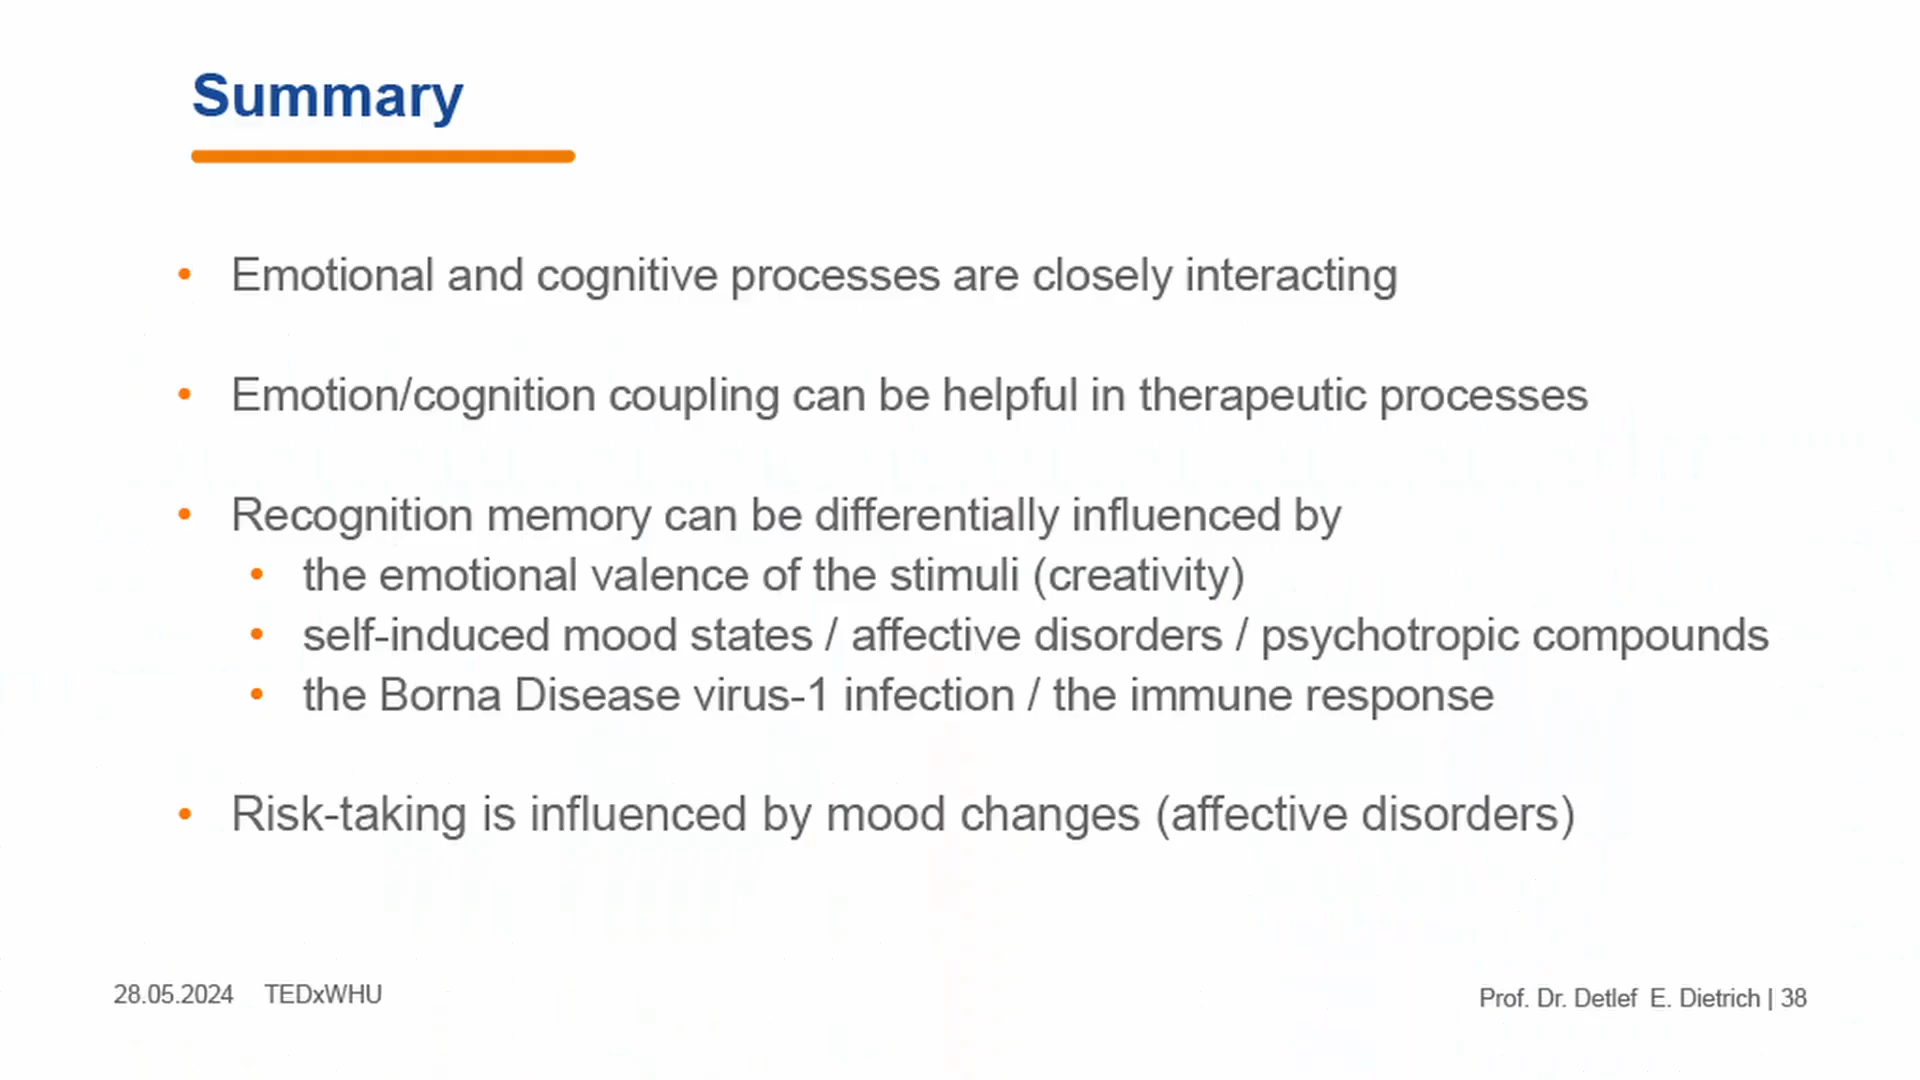 Summary
• Emotional and cognitive processes are closely interacting
• Emotion/cognition coupling can be helpful in therapeutic processes
• Recognition memory can be differentially influenced by
• the emotional valence of the stimuli (creativity)
• self-induced mood states / affective disorders / psychotropic compounds
• the Borna Disease virus-1 infection / the immune response
• Risk-taking is influenced by mood changes (affective disorders)
28.05.2024 TEDxWHU
Prof. Dr. Detlef E. Dietrich | 38